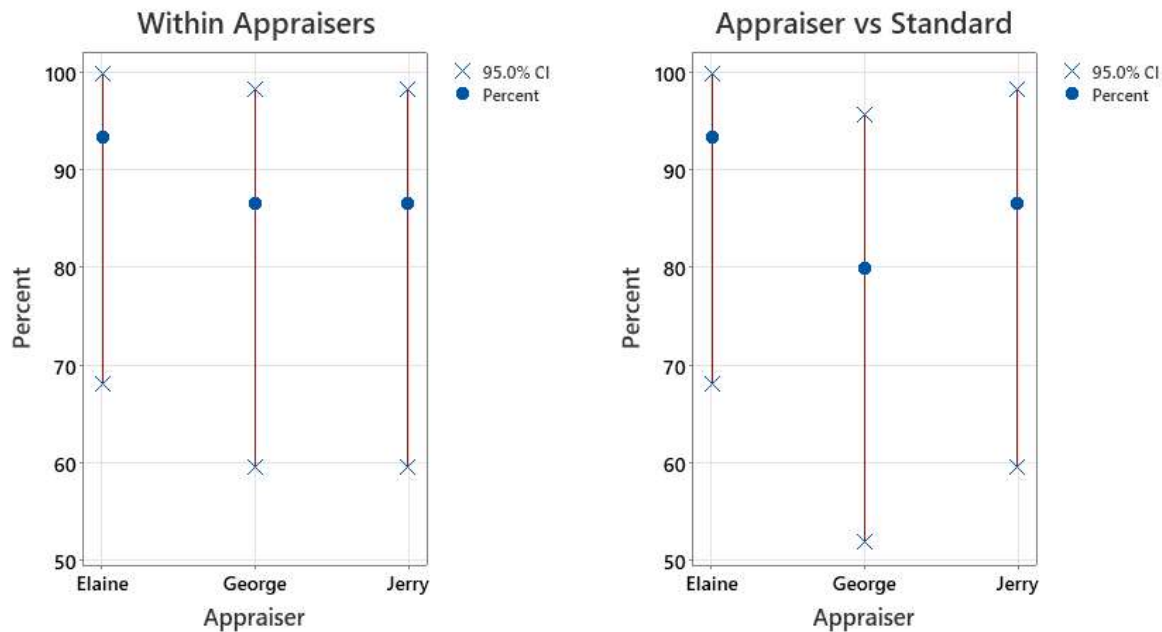 Within Appraisers
Percent
100
90
80
70
60
50
Elaine George Jerry
Appraiser
95.0% CI
Percent
Appraiser vs Standard
Percent
100
90
80
70
60
50
Elaine George Jerry
Appraiser
95.0% CI
Percent